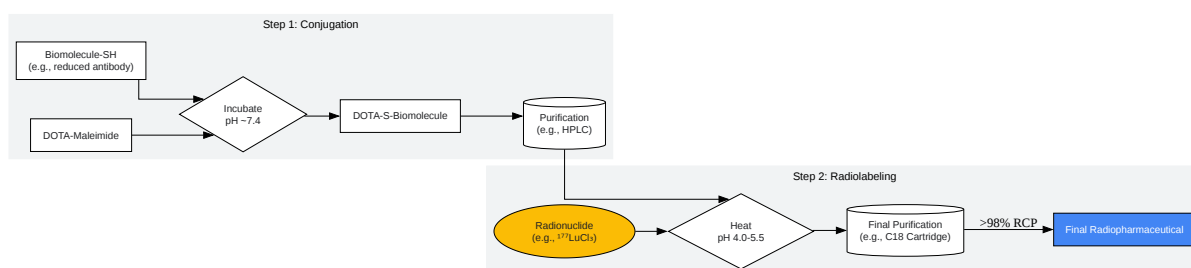 Step 1: Conjugation
Biomolecule-SH
(e.g., reduced antibody)
DOTA-Maleimide
Incubate
pH ~7.4
DOTA-S-Biomolecule
Purification
(e.g., HPLC)
Step 2: Radiolabeling
Radionuclide
(e.g., ¹⁷⁷LuCl₃)
Heat
pH 4.0-5.5
Final Purification
(e.g., C18 Cartridge)
>98% RCP
Final Radiopharmaceutical